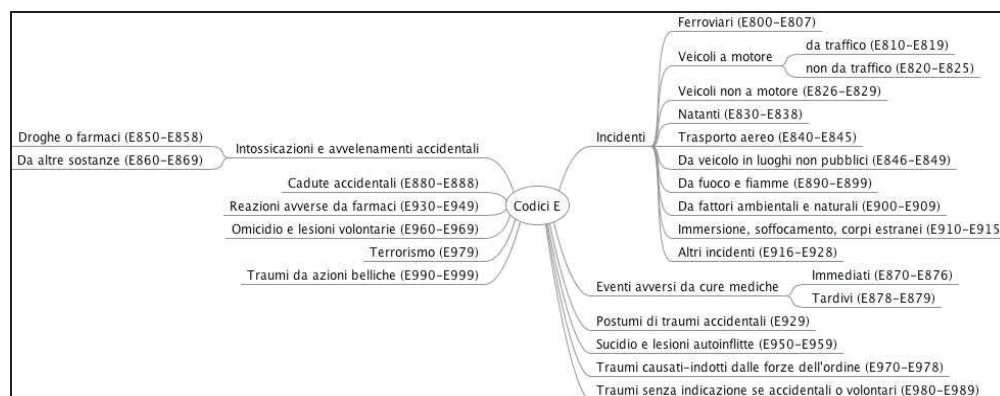 Droghe o farmaci (E850-E858)
Da altre sostanze (E860-E869)
Intossicazioni e avvelenamenti accidentali
Cadute accidentali (E880-E888)
Reazioni avverse da farmaci (E930-E949)
Omicidio e lesioni volontarie (E960-E969)
Terrorismo (E979)
Traumi da azioni belliche (E990-E999)
Codici E
Incidenti
Ferroviari (E800-E807)
Veicoli a motore
da traffico (E810-E819)
non da traffico (E820-E825)
Veicoli non a motore (E826-E829)
Natanti (E830-E838)
Trasporto aereo (E840-E845)
Da veicolo in luoghi non pubblici (E846-E849)
Da fuoco e fiamme (E890-E899)
Da fattori ambientali e naturali (E900-E909)
Immersione, soffocamento, corpi estranei (E910-E915
Altri incidenti (E916-E928)
Eventi avversi da cure mediche
Immediati (E870-E876)
Tardivi (E878-E879)
Postumi di traumi accidentali (E929)
Sucidio e lesioni autoinflitte (E950-E959)
Traumi causati-indotti dalle forze dell'ordine (E970-E978)
Traumi senza indicazione se accidentali o volontari (E980-E989)